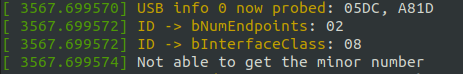 [ 3567.699570] USB info 0 now probed: 05DC, A81D
[ 3567.699572] ID -> bNumEndpoints: 02
[ 3567.699572] ID -> bInterfaceClass: 08
[ 3567.699574] Not able to get the minor number